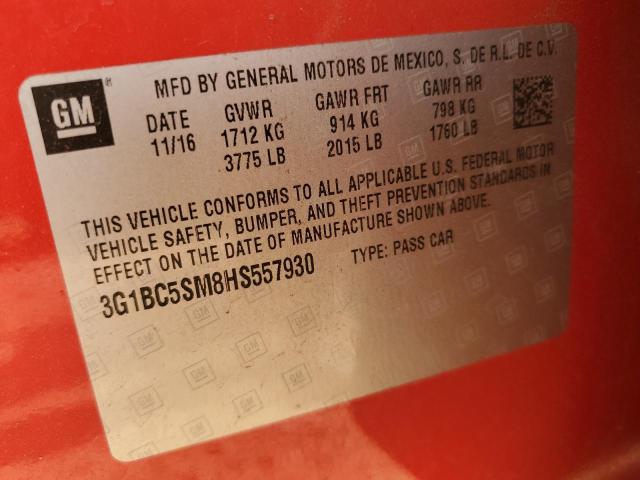 GM
MFD BY GENERAL MOTORS DE MEXICO, S. DE R.L. DE C.V.
DATE GVWR GAWR FRT GAWR RR
11/16 1712 KG 914 KG 798 KG
3775 LB 2015 LB 1760 LB
THIS VEHICLE CONFORMS TO ALL APPLICABLE U.S. FEDERAL MOTOR
VEHICLE SAFETY, BUMPER, AND THEFT PREVENTION STANDARDS IN
EFFECT ON THE DATE OF MANUFACTURE SHOWN ABOVE.
3G1BC5SM8HS557930 TYPE: PASS CAR